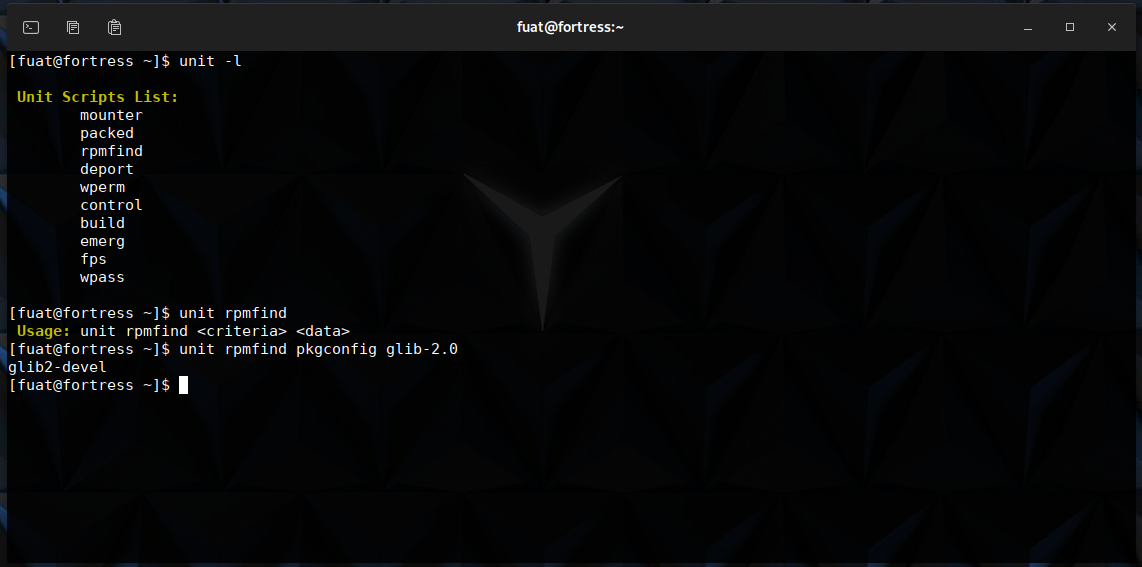 fuat@fortress:~
[fuat@fortress ~]$ unit -l
Unit Scripts List:
mounter
packed
rpmfind
deport
wperm
control
build
emerg
fps
wpass
[fuat@fortress ~]$ unit rpmfind
Usage: unit rpmfind <criteria> <data>
[fuat@fortress ~]$ unit rpmfind pkgconfig glib-2.0
glib2-devel
[fuat@fortress ~]$